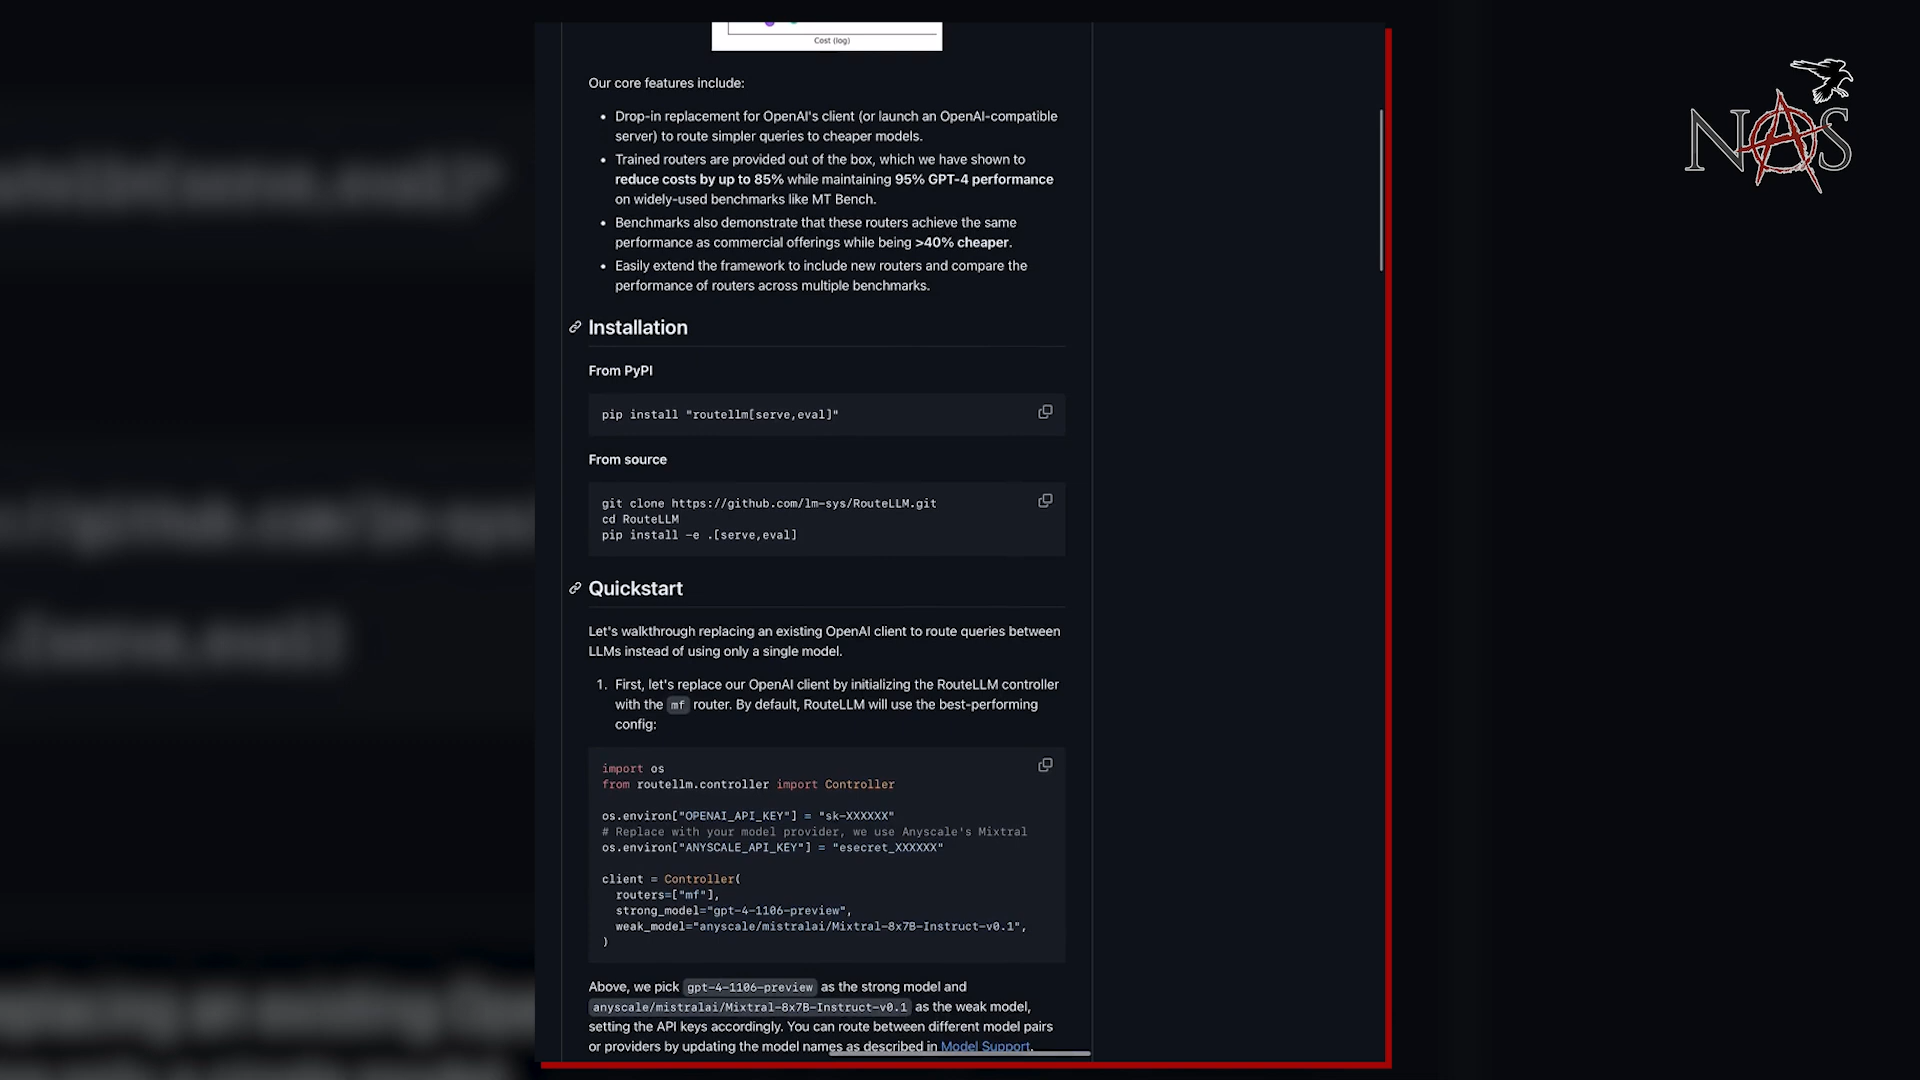 Cost (log)
NAS
Our core features include:
• Drop-in replacement for OpenAI's client (or launch an OpenAI-compatible
server) to route simpler queries to cheaper models.
• Trained routers are provided out of the box, which we have shown to
reduce costs by up to 85% while maintaining 95% GPT-4 performance
on widely-used benchmarks like MT Bench.
• Benchmarks also demonstrate that these routers achieve the same
performance as commercial offerings while being >40% cheaper.
• Easily extend the framework to include new routers and compare the
performance of routers across multiple benchmarks.
Installation
From PyPI
pip install "routellm[serve,eval]"
From source
git clone https://github.com/lm-sys/RouteLLM.git
cd RouteLLM
pip install -e .[serve,eval]
Quickstart
Let's walkthrough replacing an existing OpenAI client to route queries between
LLMs instead of using only a single model.
1. First, let's replace our OpenAI client by initializing the RouteLLM controller
with the mf router. By default, RouteLLM will use the best-performing
config:
import os
from routellm.controller import Controller
os.environ["OPENAI_API_KEY"] = "sk-XXXXXX"
# Replace with your model provider, we use Anyscale's Mixtral
os.environ["ANYSCALE_API_KEY"] = "esecret_XXXXXX"
client = Controller(
routers=["mf"],
strong_model="gpt-4-1106-preview",
weak_model="anyscale/mistralai/Mixtral-8x7B-Instruct-v0.1",
)
Above, we pick gpt-4-1106-preview as the strong model and
anyscale/mistralai/Mixtral-8x7B-Instruct-v0.1 as the weak model,
setting the API keys accordingly. You can route between different model pairs
or providers by updating the model names as described in Model Support.